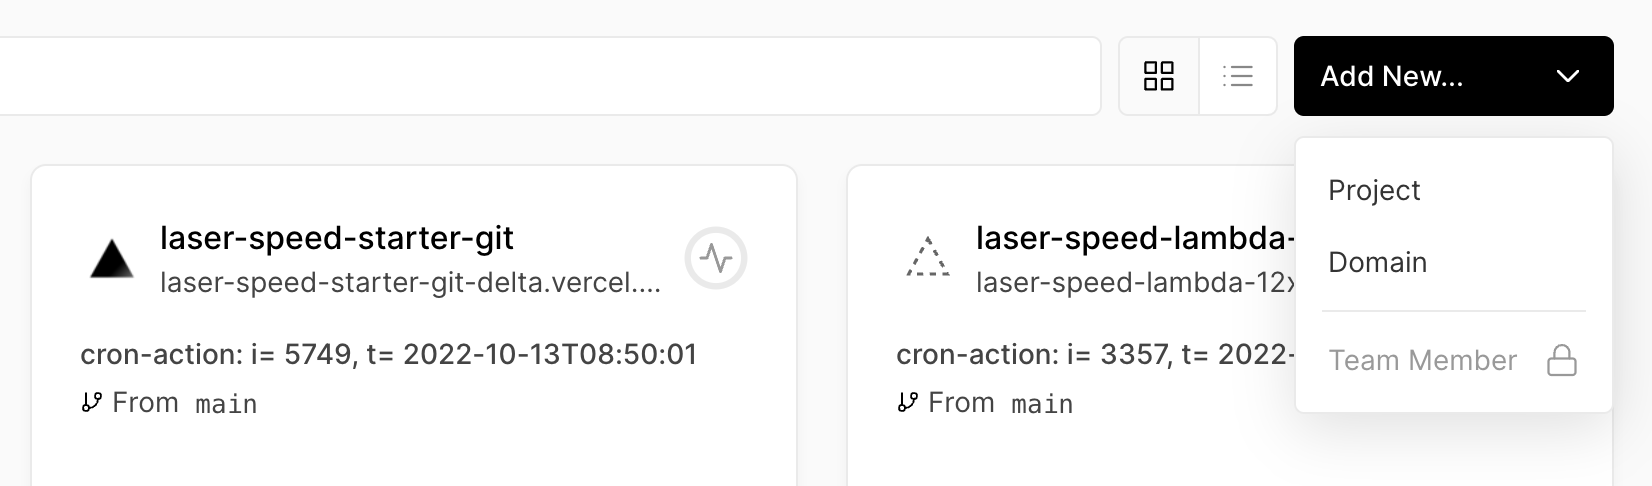 Add New...
Project
Domain
Team Member
laser-speed-starter-git
laser-speed-starter-git-delta.vercel....
cron-action: i= 5749, t= 2022-10-13T08:50:01
From main
laser-speed-lambda-
laser-speed-lambda-12x
cron-action: i= 3357, t= 2022-
From main